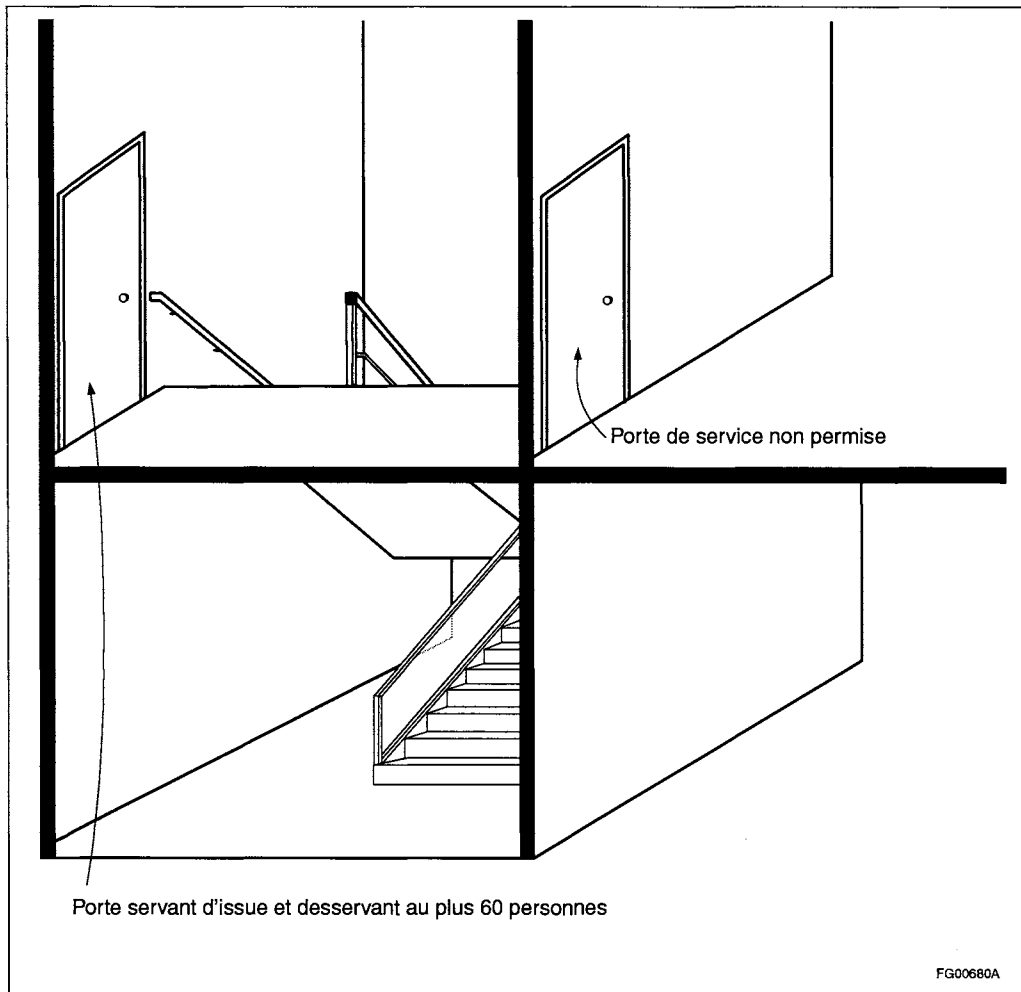 Porte de service non permise
Porte servant d'issue et desservant au plus 60 personnes
FG00680A